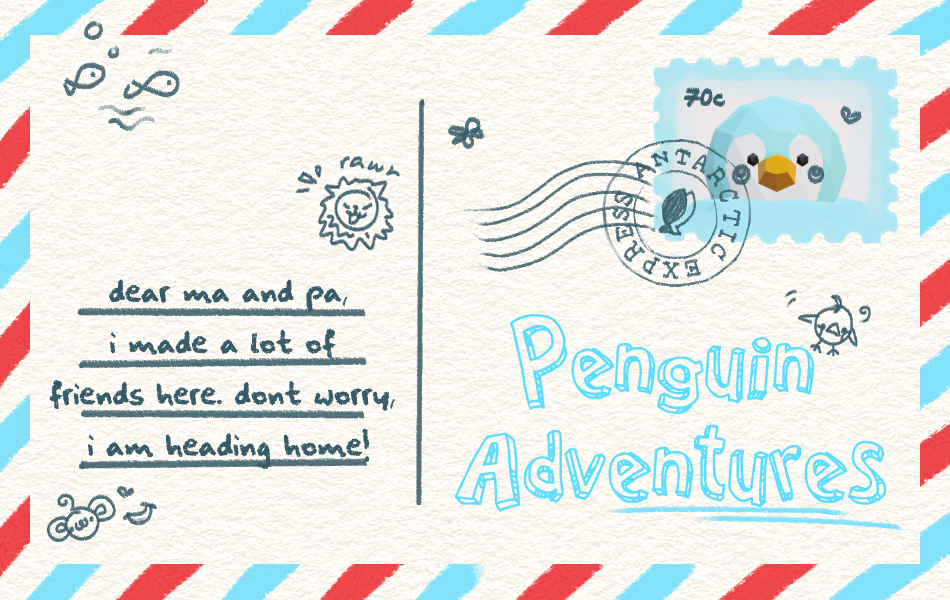 70c
ANTARCTIC EXPRESS
rawr
dear ma and pa,
i made a lot of
friends here. dont worry,
i am heading home!
Penguin
Adventures